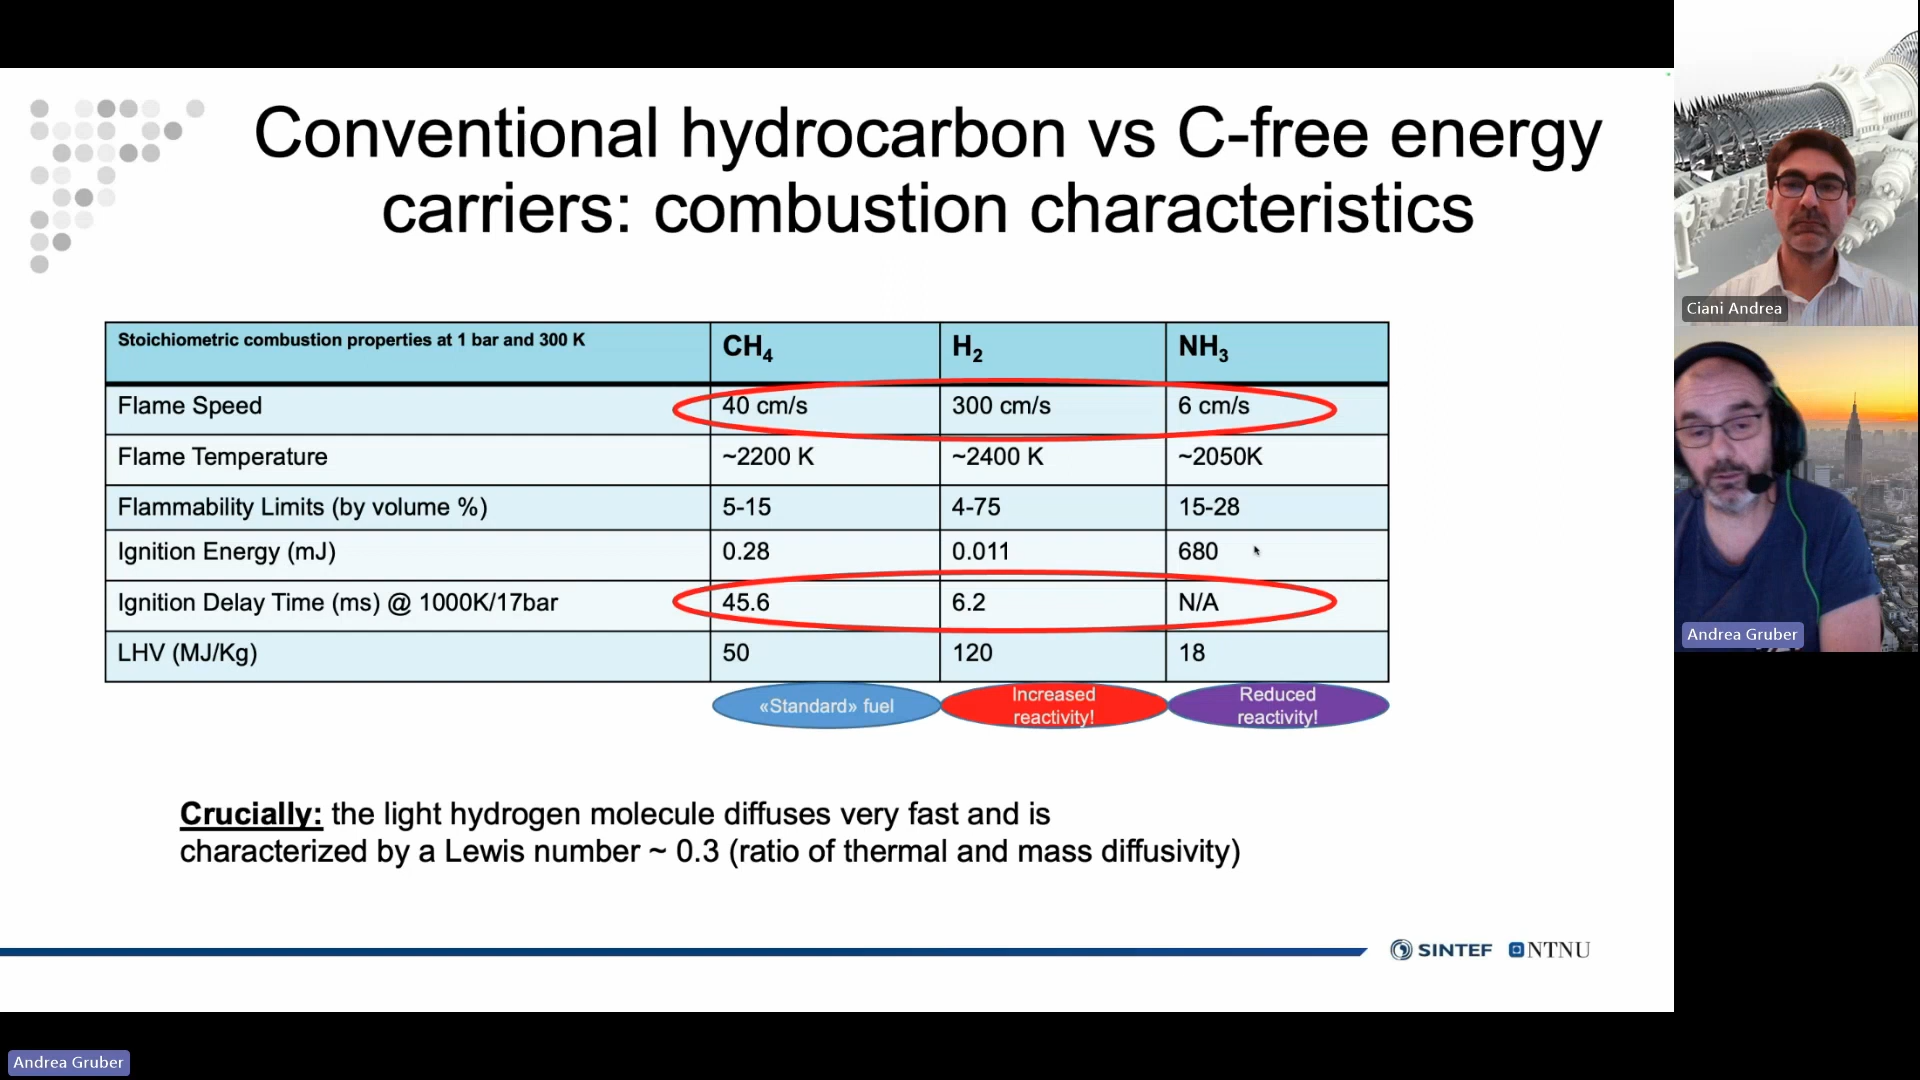 Conventional hydrocarbon vs C-free energy
carriers: combustion characteristics
Stoichiometric combustion properties at 1 bar and 300 K CH₄ H₂ NH₃
Flame Speed 40 cm/s 300 cm/s 6 cm/s
Flame Temperature ~2200 K ~2400 K ~2050K
Flammability Limits (by volume %) 5-15 4-75 15-28
Ignition Energy (mJ) 0.28 0.011 680
Ignition Delay Time (ms) @ 1000K/17bar 45.6 6.2 N/A
LHV (MJ/Kg) 50 120 18
«Standard» fuel
Increased
reactivity!
Reduced
reactivity!
Crucially: the light hydrogen molecule diffuses very fast and is
characterized by a Lewis number ~ 0.3 (ratio of thermal and mass diffusivity)
SINTEF NTNU
Ciani Andrea
Andrea Gruber
Andrea Gruber